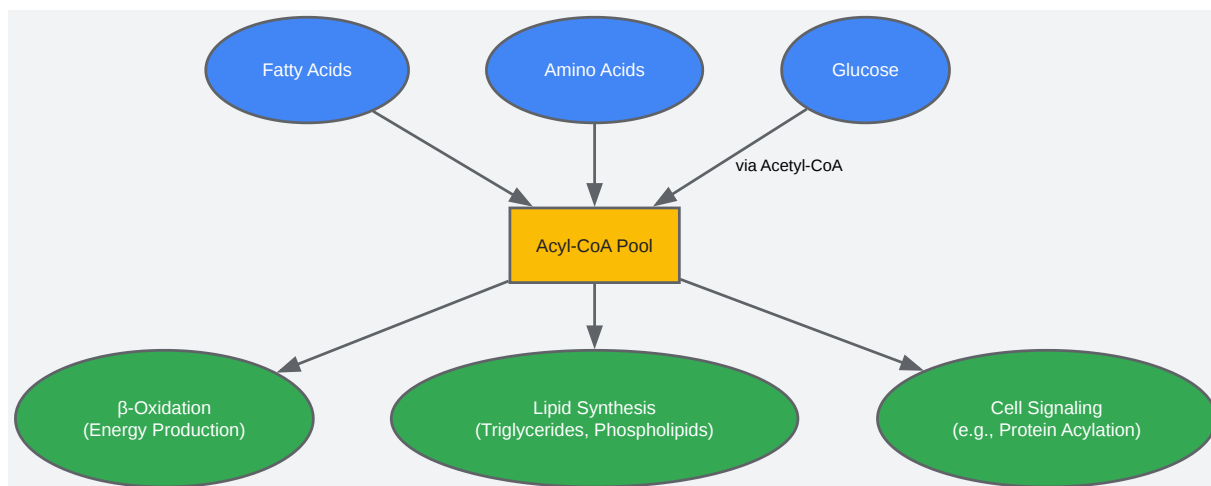 Fatty Acids
Amino Acids
Glucose
via Acetyl-CoA
Acyl-CoA Pool
β-Oxidation
(Energy Production)
Lipid Synthesis
(Triglycerides, Phospholipids)
Cell Signaling
(e.g., Protein Acylation)